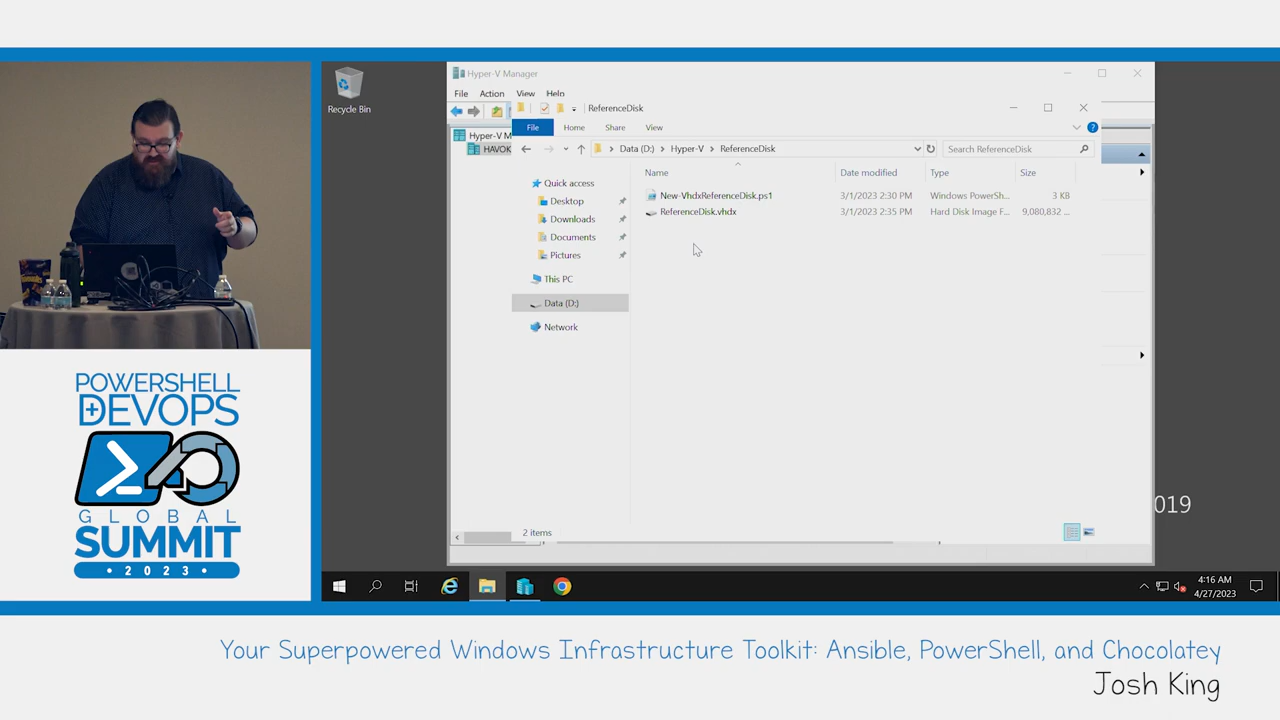 Recycle Bin
Hyper-V Manager
File Action View Help
Hyper-V M
HAVOK
ReferenceDisk
File Home Share View
Data (D:) > Hyper-V > ReferenceDisk
Search ReferenceDisk
Quick access
Desktop
Downloads
Documents
Pictures
This PC
Data (D:)
Network
Name Date modified Type Size
New-VhdxReferenceDisk.ps1 3/1/2023 2:30 PM Windows PowerSh... 3 KB
ReferenceDisk.vhdx 3/1/2023 2:35 PM Hard Disk Image F... 9,080,832 ...
2 items
019
4:16 AM
4/27/2023
POWERSHELL
+DEVOPS
GLOBAL
SUMMIT
• 2023 •
Your Superpowered Windows Infrastructure Toolkit: Ansible, PowerShell, and Chocolatey
Josh King